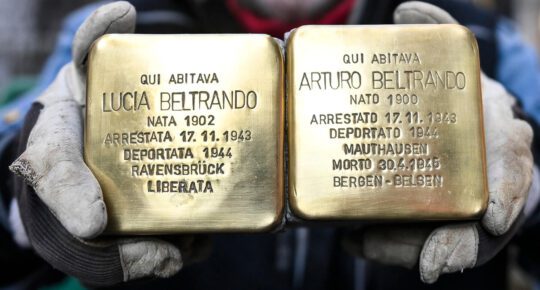 QUI ABITAVA
LUCIA BELTRANDO
NATA 1902
ARRESTATA 17.11.1943
DEPORTATA 1944
RAVENSBRÜCK
LIBERATA
QUI ABITAVA
ARTURO BELTRANDO
NATO 1900
ARRESTATO 17.11.1943
DEPORTATO 1944
MAUTHAUSEN
MORTO 30.4.1945
BERGEN-BELSEN